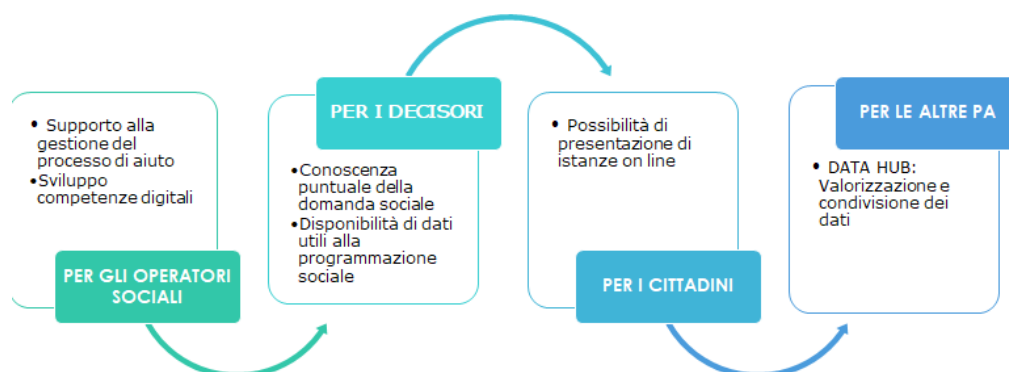 • Supporto alla
gestione del
processo di aiuto
•Sviluppo
competenze digitali
PER GLI OPERATORI
SOCIALI
PER I DECISORI
•Conoscenza
puntuale della
domanda sociale
•Disponibilità di dati
utili alla
programmazione
sociale
• Possibilità di
presentazione di
istanze on line
PER I CITTADINI
PER LE ALTRE PA
• DATA HUB:
Valorizzazione e
condivisione dei
dati